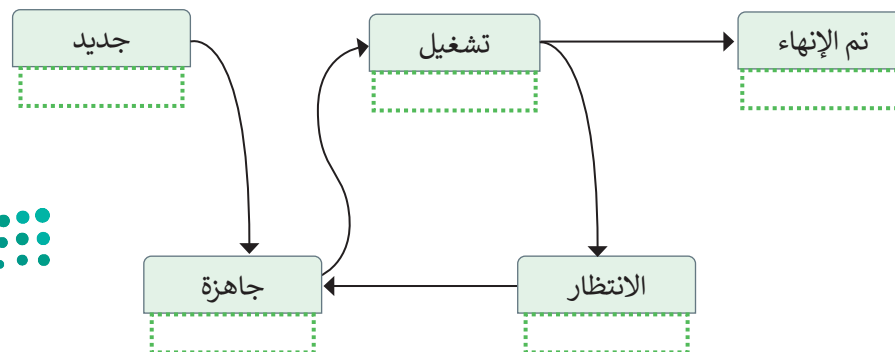 جديد
تشغيل
تم الإنهاء
جاهزة
الانتظار